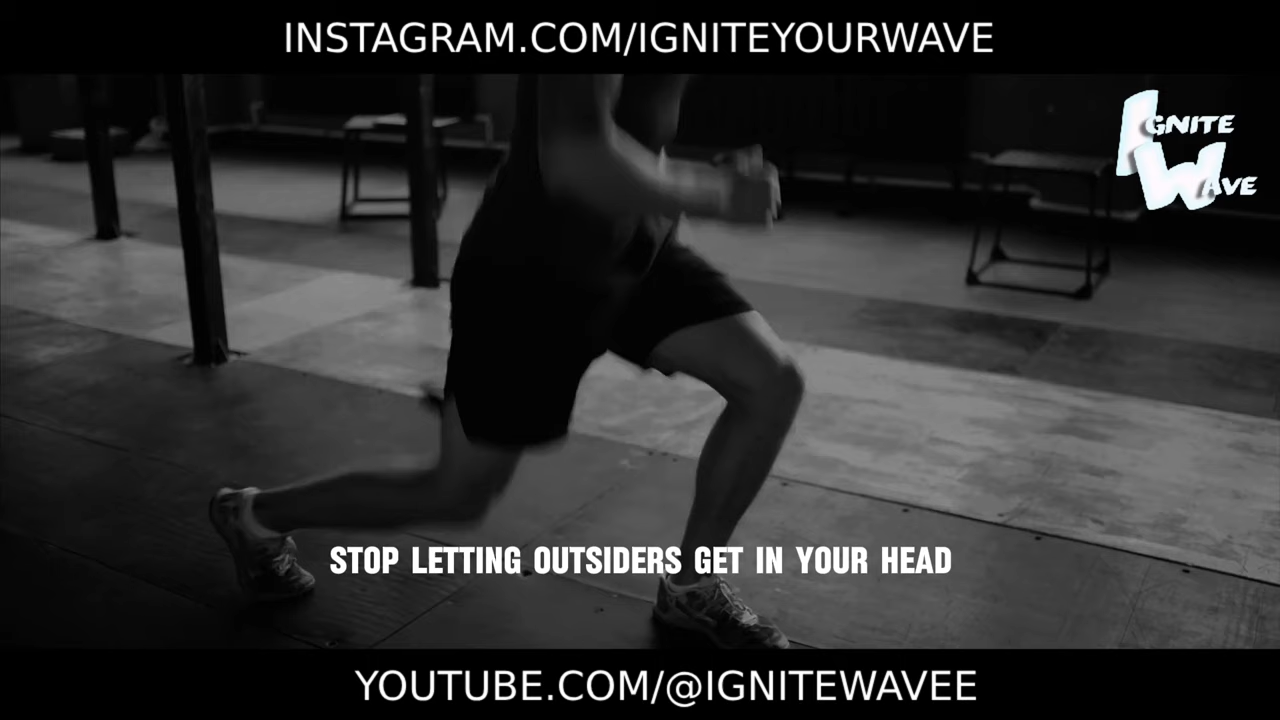 INSTAGRAM.COM/IGNITEYOURWAVE
IGNITE
WAVE
STOP LETTING OUTSIDERS GET IN YOUR HEAD
YOUTUBE.COM/@IGNITEWAVEE